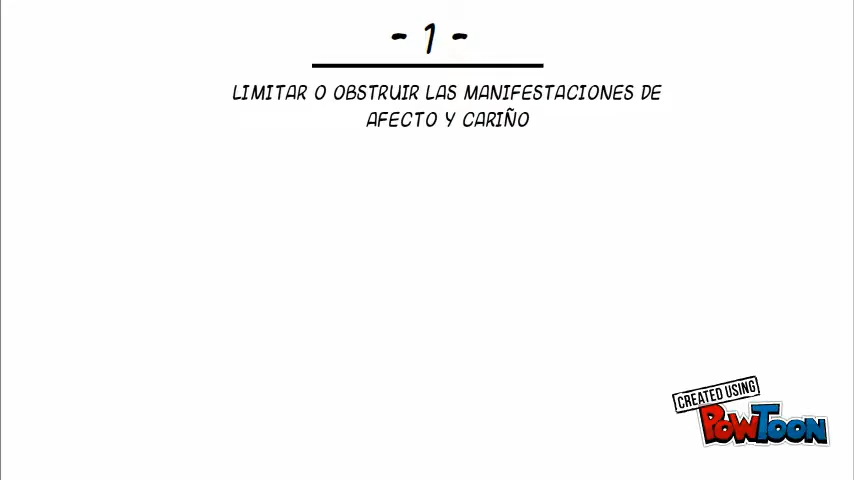 - 1 -
LIMITAR O OBSTRUIR LAS MANIFESTACIONES DE
AFECTO Y CARIÑO
CREATED USING
POWTOON